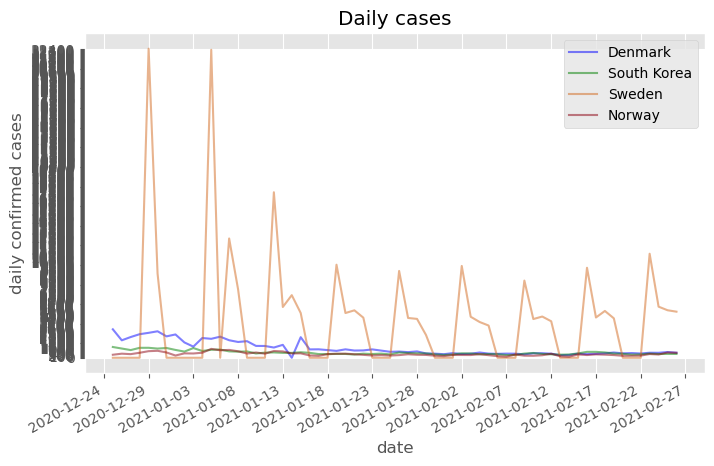 Daily cases
Denmark
South Korea
Sweden
Norway
daily confirmed cases
2020-12-24
2020-12-29
2021-01-03
2021-01-08
2021-01-13
2021-01-18
2021-01-23
2021-01-28
2021-02-02
2021-02-07
2021-02-12
2021-02-17
2021-02-22
2021-02-27
date